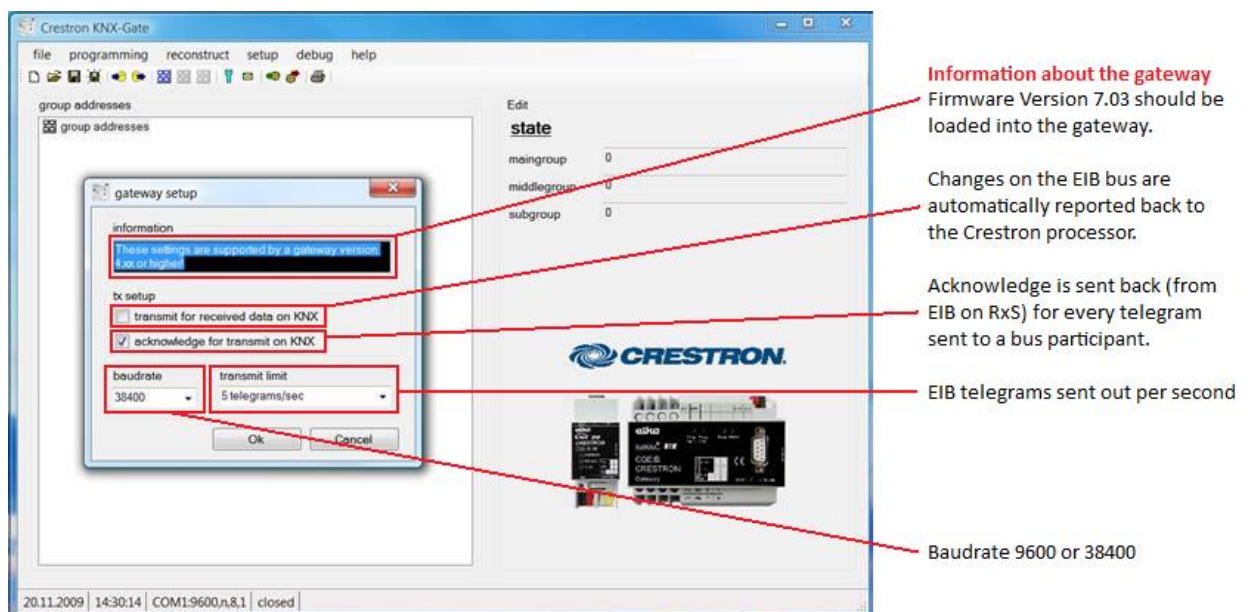 Crestron KNX-Gate
file programming reconstruct setup debug help
group addresses
group addresses
Edit
state
maingroup 0
middlegroup 0
subgroup 0
gateway setup
information
These settings are supported by a gateway version
4.xx or higher!
tx setup
transmit for received data on KNX
acknowledge for transmit on KNX
baudrate
38400
transmit limit
5 telegrams/sec
Ok
Cancel
CRESTRON.
CRESTRON
CGEIB
CRESTRON
Gateway
20.11.2009 14:30:14 COM1:9600,n,8,1 closed
Information about the gateway
Firmware Version 7.03 should be
loaded into the gateway.
Changes on the EIB bus are
automatically reported back to
the Crestron processor.
Acknowledge is sent back (from
EIB on RxS) for every telegram
sent to a bus participant.
EIB telegrams sent out per second
Baudrate 9600 or 38400